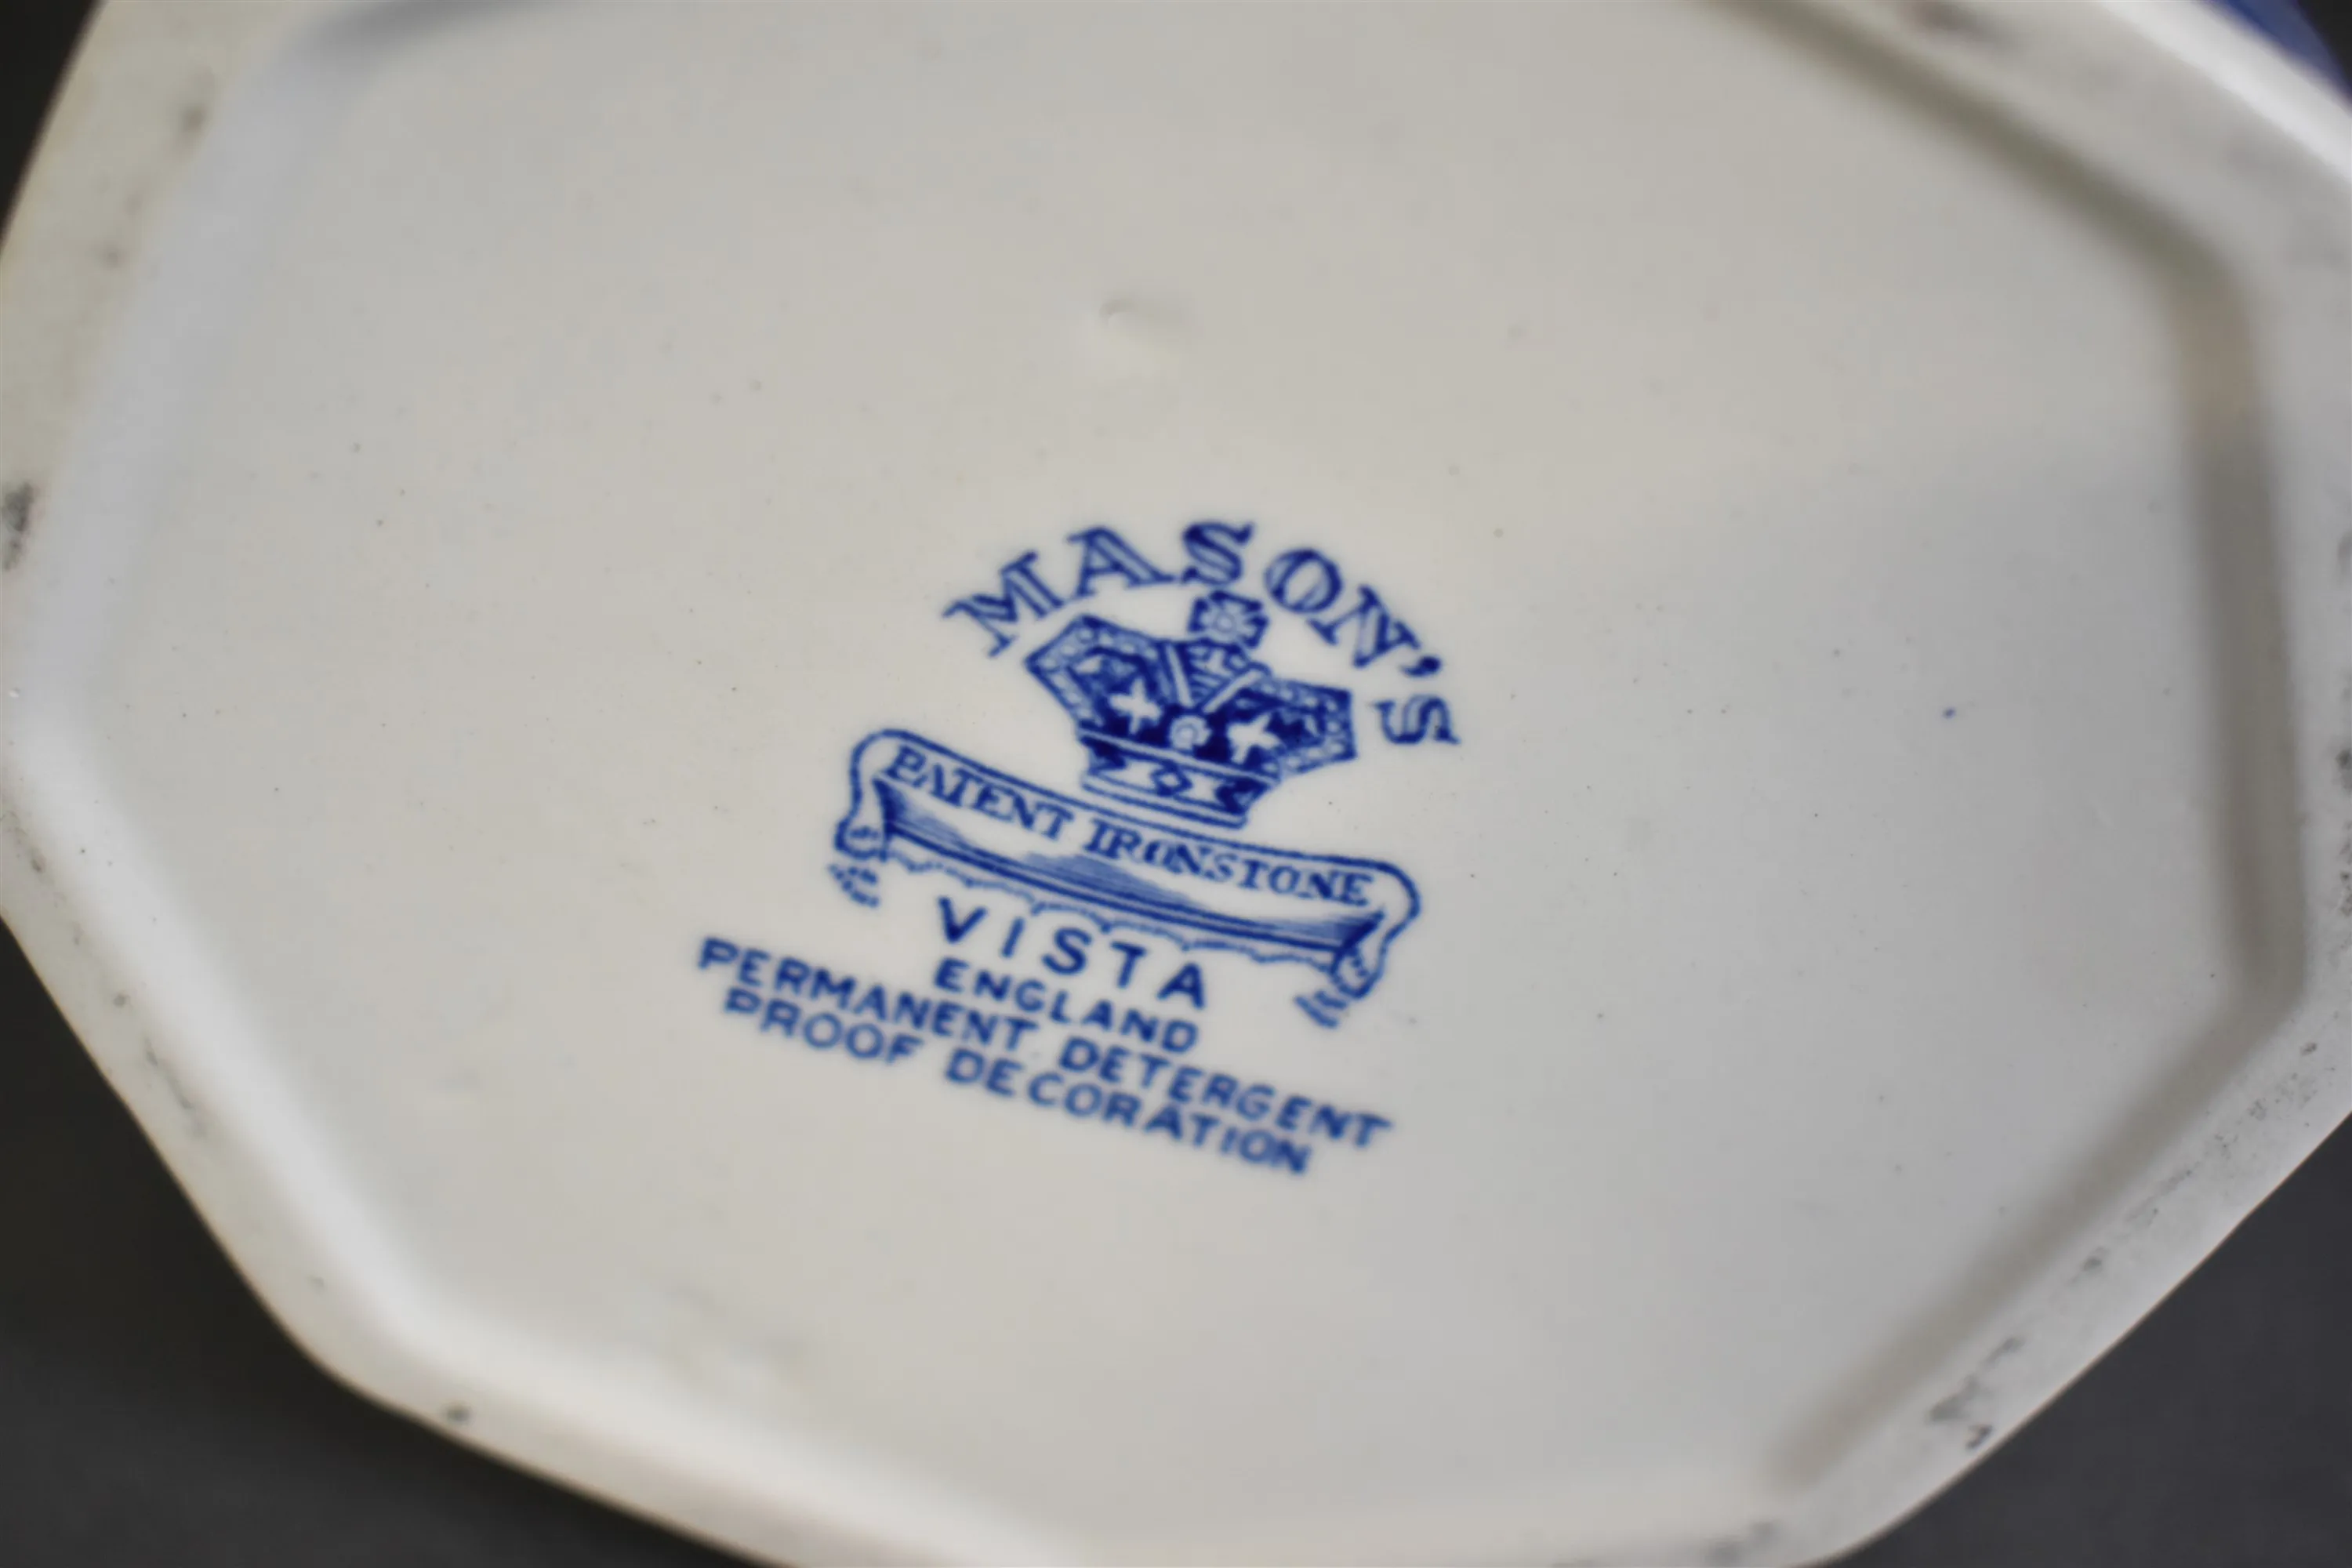 MASON'S
PATENT IRONSTONE
VISTA
ENGLAND
PERMANENT DETERGENT
PROOF DECORATION